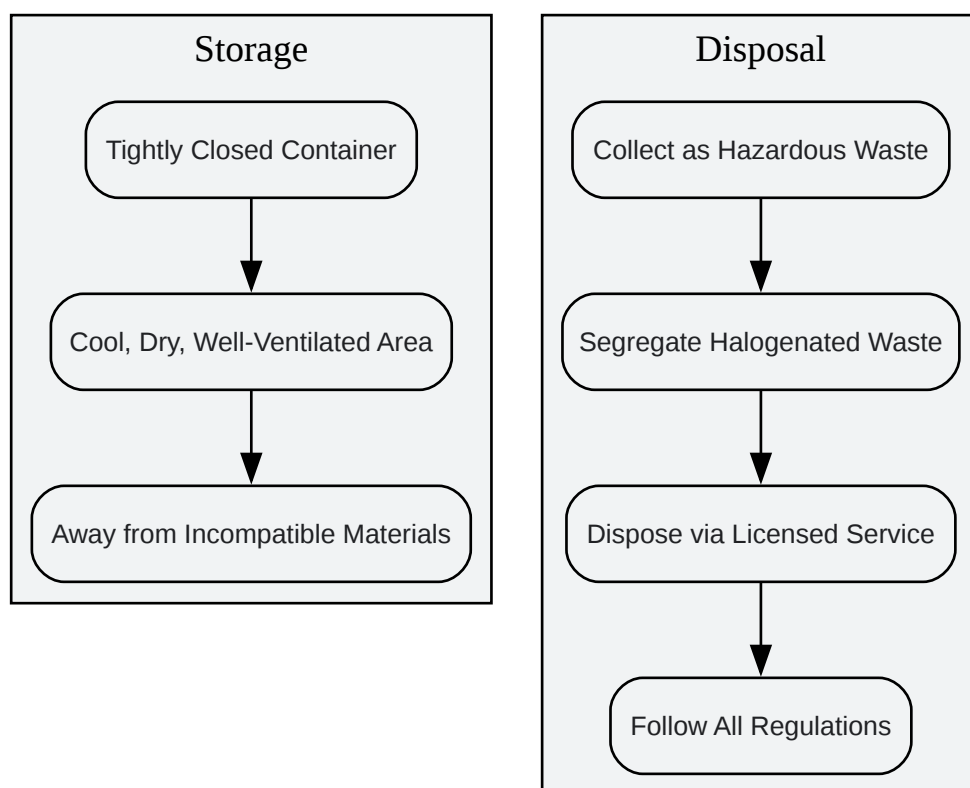 Storage
Tightly Closed Container
Cool, Dry, Well-Ventilated Area
Away from Incompatible Materials
Disposal
Collect as Hazardous Waste
Segregate Halogenated Waste
Dispose via Licensed Service
Follow All Regulations